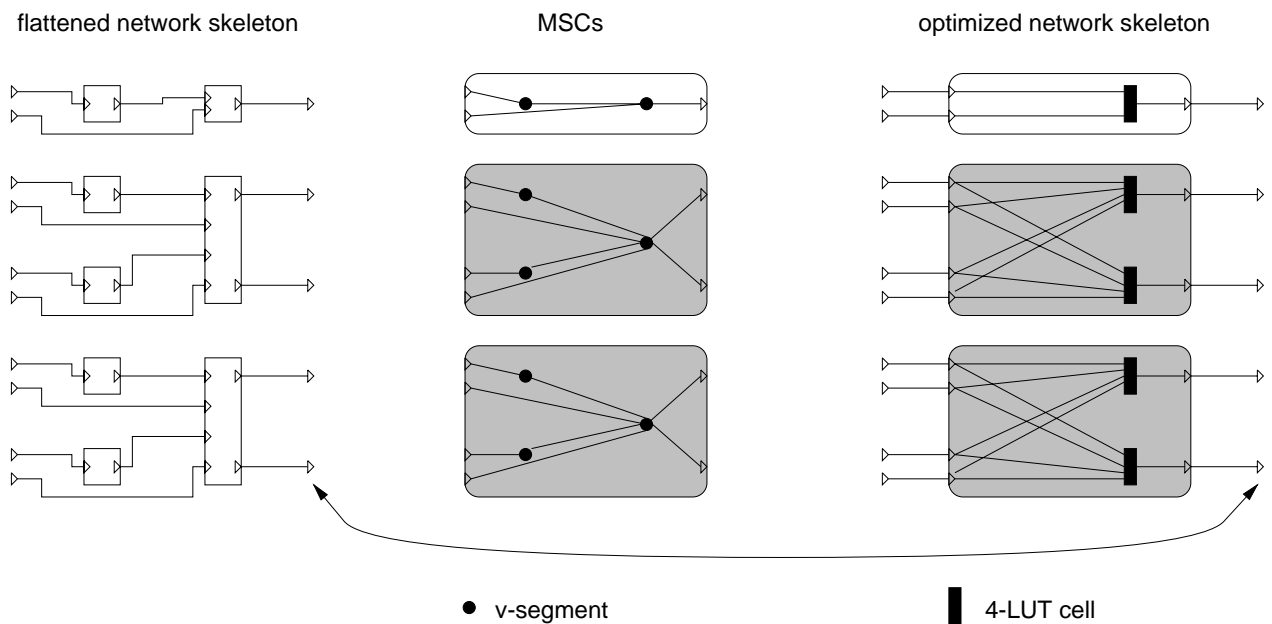 flattened network skeleton
MSCs
optimized network skeleton
v-segment
4-LUT cell